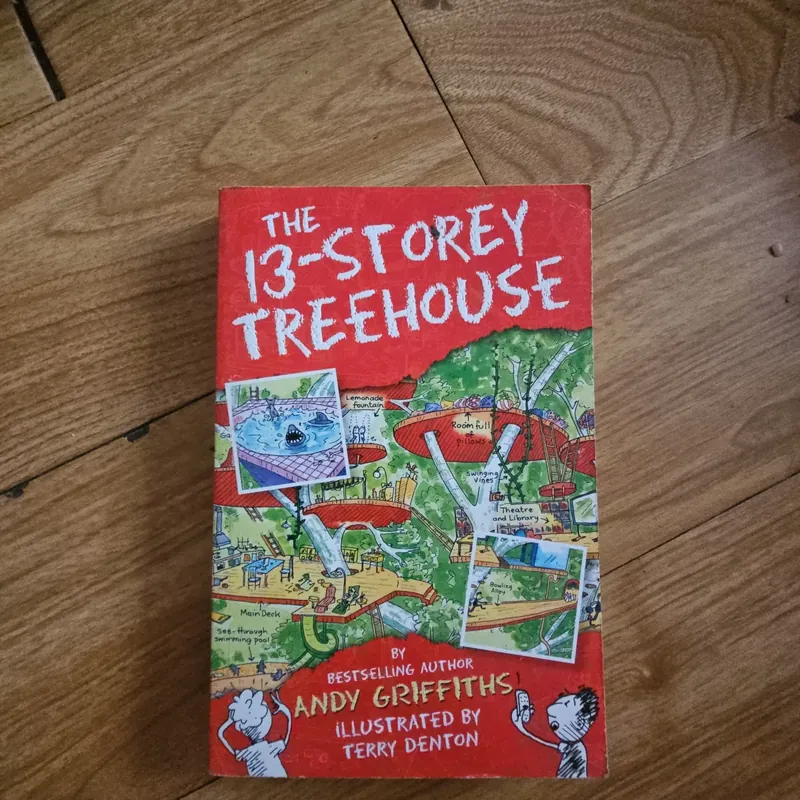 THE
13-STOREY
TREEHOUSE
Lemonade
fountain
Room full
of
pillows
Swinging
Vines
Theatre
and Library
Bowling
Alley
Main Deck
See-through
swimming pool
BY
BESTSELLING AUTHOR
ANDY GRIFFITHS
ILLUSTRATED BY
TERRY DENTON